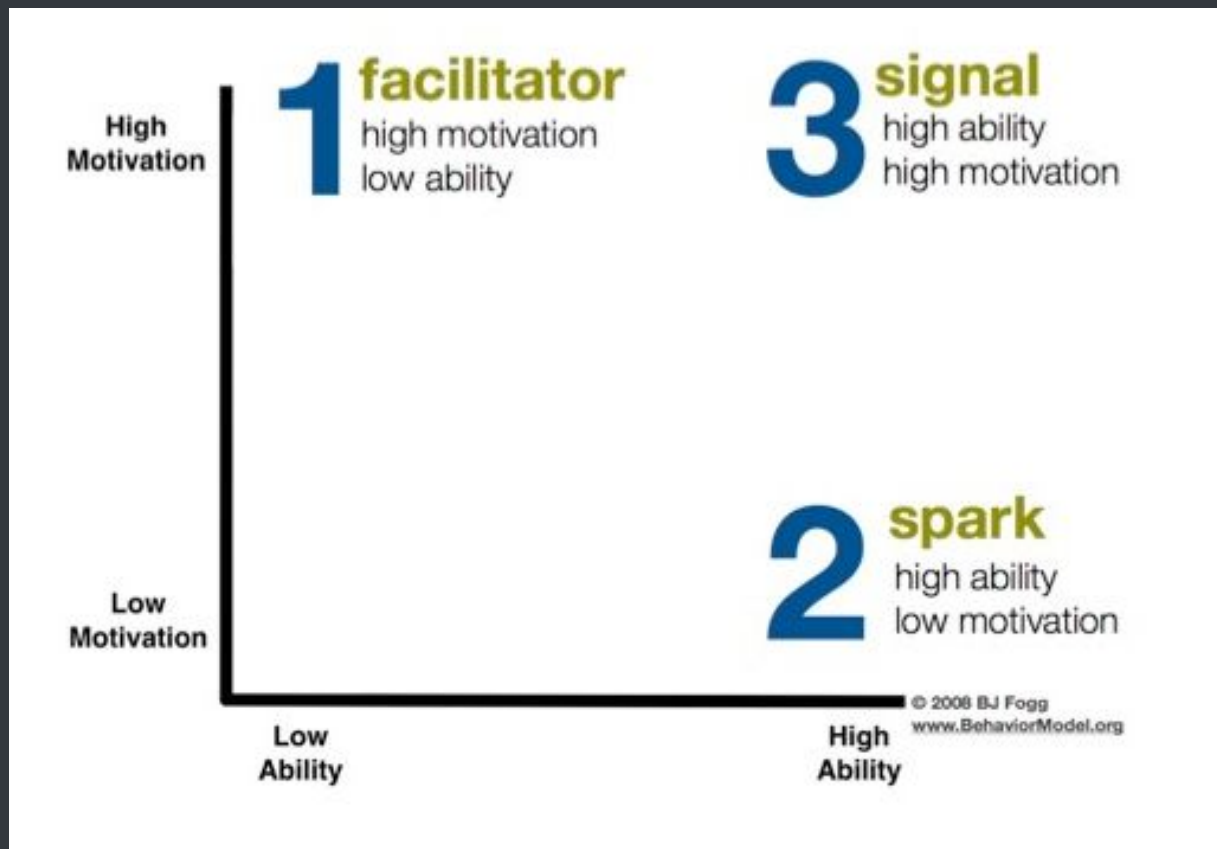 High
Motivation
1 facilitator
high motivation
low ability
3 signal
high ability
high motivation
2 spark
high ability
low motivation
Low
Motivation
© 2008 BJ Fogg
www.BehaviorModel.org
Low
Ability
High
Ability